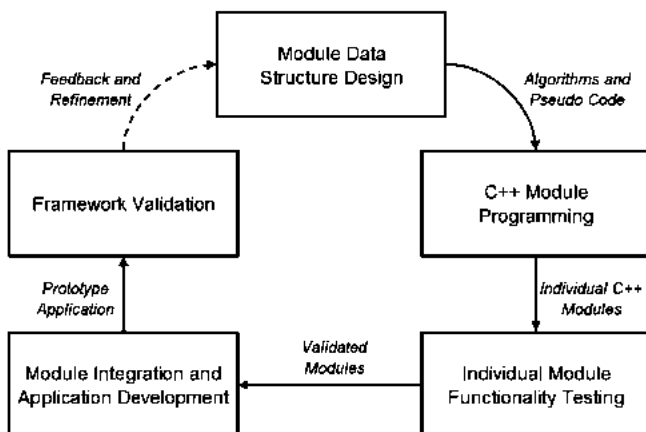 Module Data
Structure Design
Feedback and
Refinement
Algorithms and
Pseudo Code
Framework Validation
C++ Module
Programming
Prototype
Application
Individual C++
Modules
Module Integration and
Application Development
Validated
Modules
Individual Module
Functionality Testing